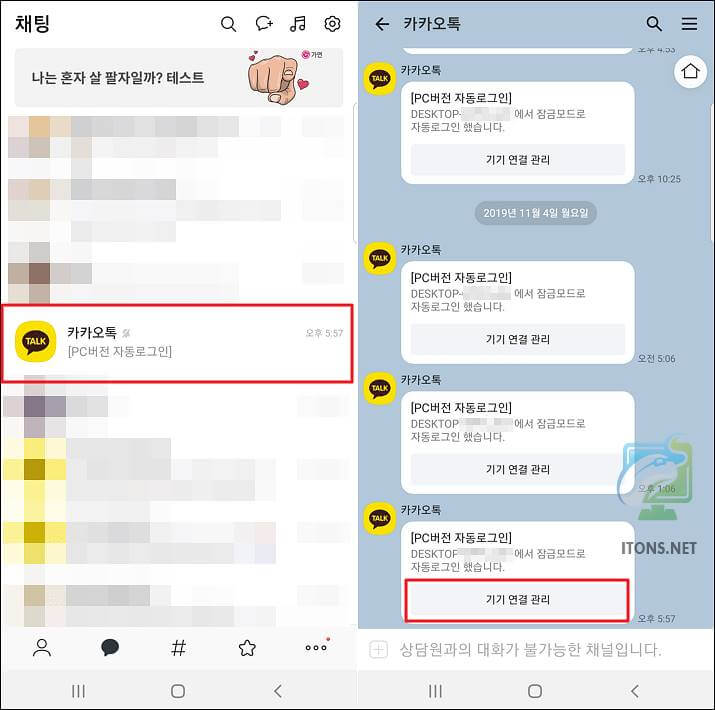 채팅
나는 혼자 살 팔자일까? 테스트
가연
TALK
카카오톡
오후 5:57
[PC버전 자동로그인]
카카오톡
오후 4:53
TALK
카카오톡
[PC버전 자동로그인]
DESKTOP- 에서 잠금모드로
자동로그인 했습니다.
기기 연결 관리
오후 10:25
2019년 11월 4일 월요일
TALK
카카오톡
[PC버전 자동로그인]
DESKTOP- 에서 잠금모드로
자동로그인 했습니다.
기기 연결 관리
오전 5:06
TALK
카카오톡
[PC버전 자동로그인]
DESKTOP 에서 잠금모드로
자동로그인 했습니다.
기기 연결 관리
오후 1:06
TALK
카카오톡
[PC버전 자동로그인]
DESKTOP 에서 잠금모드로
자동로그인 했습니다.
기기 연결 관리
오후 5:57
ITONS.NET
상담원과의 대화가 불가능한 채널입니다.